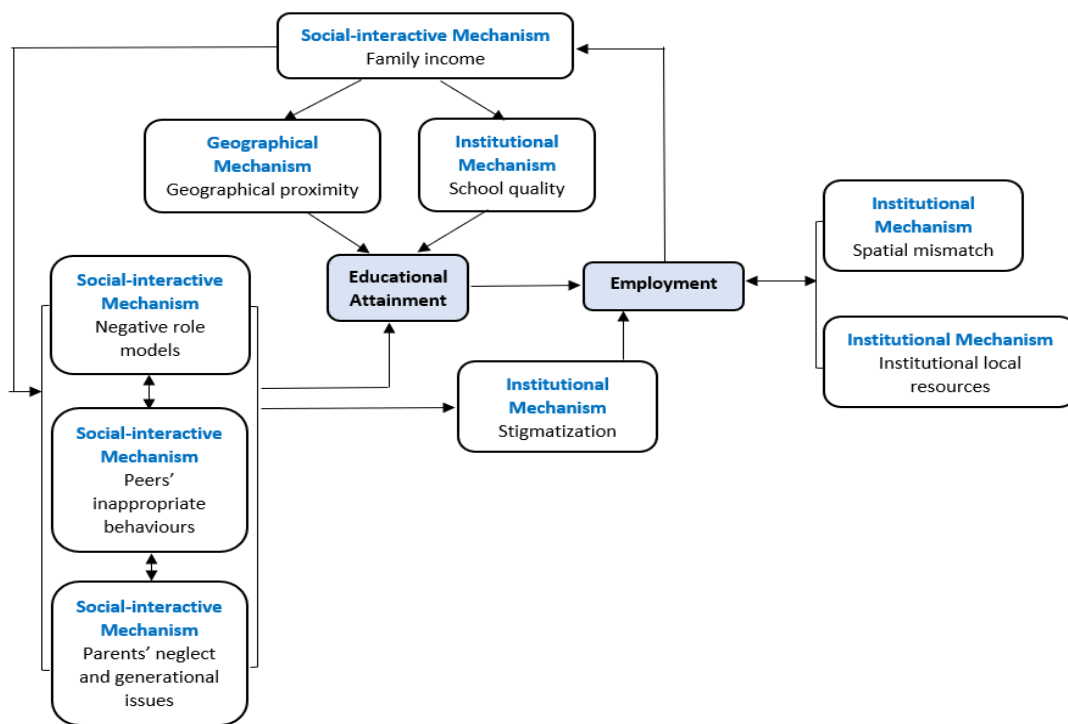 Social-interactive Mechanism
Family income
Geographical
Mechanism
Geographical proximity
Institutional
Mechanism
School quality
Institutional
Mechanism
Spatial mismatch
Social-interactive
Mechanism
Negative role
models
Educational
Attainment
Employment
Institutional Mechanism
Institutional local
resources
Institutional
Mechanism
Stigmatization
Social-interactive
Mechanism
Peers’
inappropriate
behaviours
Social-interactive
Mechanism
Parents’ neglect
and generational
issues